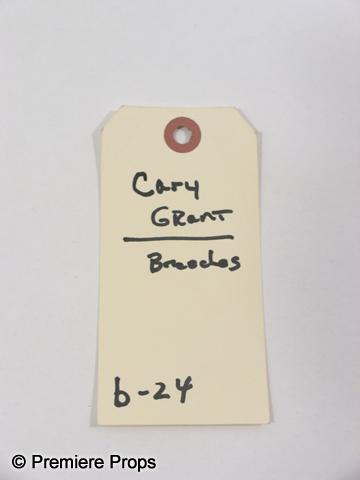 Cary
Grant
Breeches
b-24
© Premiere Props